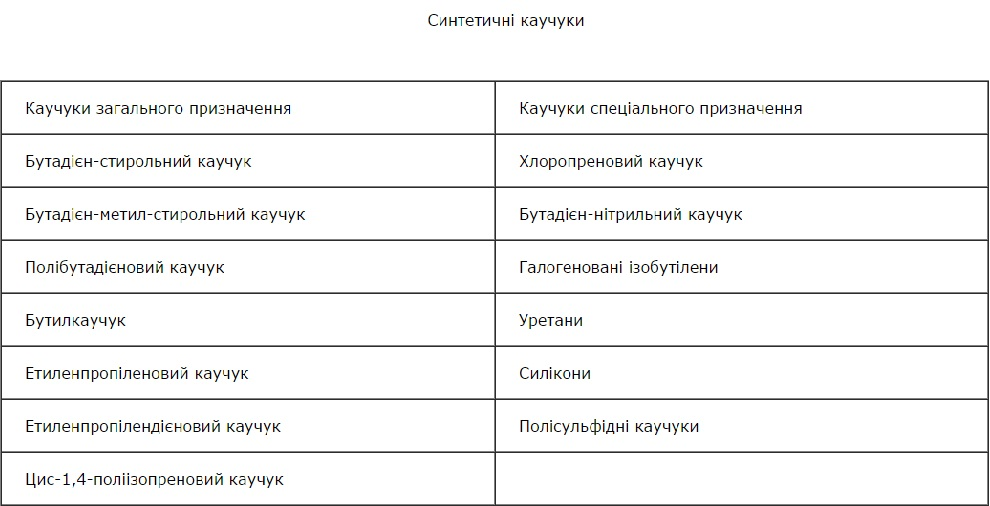 Синтетичні каучуки
Каучуки загального призначення
Каучуки спеціального призначення
Бутадієн-стирольний каучук
Хлоропреновий каучук
Бутадієн-метил-стирольний каучук
Бутадієн-нітрильний каучук
Полібутадієновий каучук
Галогеновані ізобутілени
Бутилкаучук
Уретани
Етиленпропіленовий каучук
Силікони
Етиленпропілендієновий каучук
Полісульфідні каучуки
Цис-1,4-поліізопреновий каучук